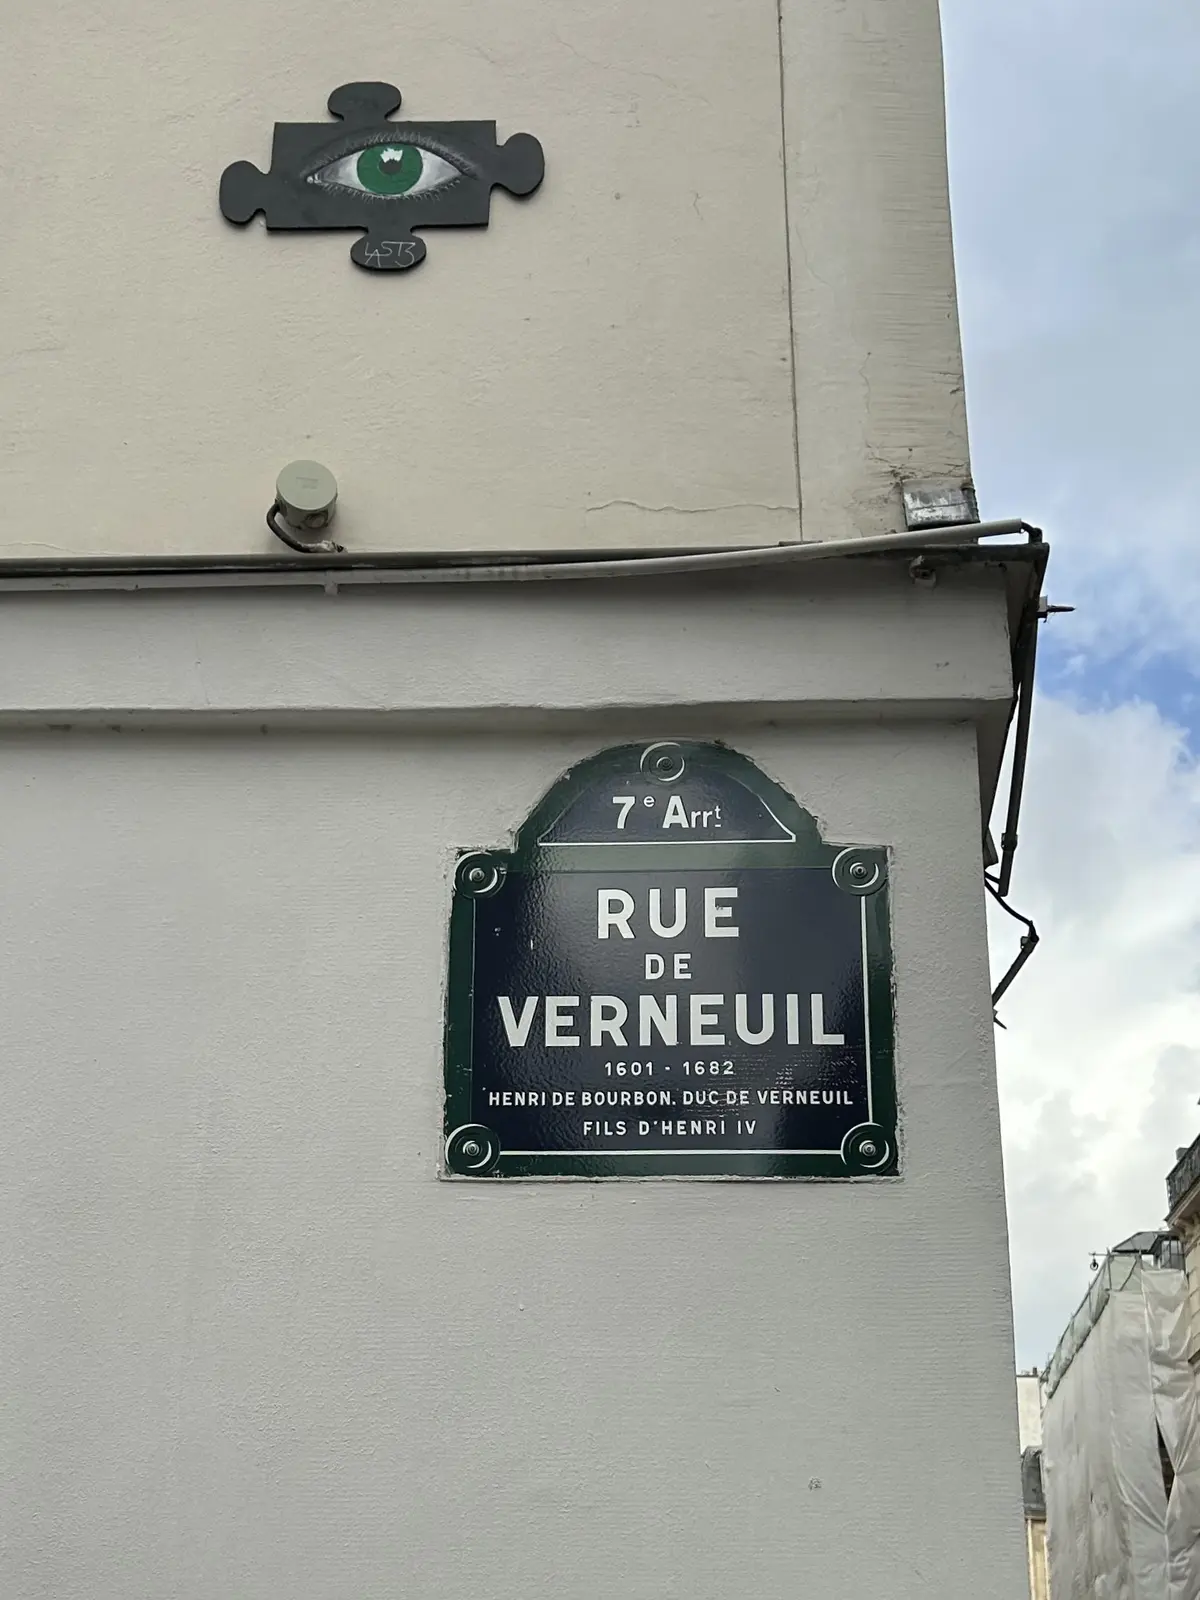 LAST3
7e Arrt
RUE
DE
VERNEUIL
1601 - 1682
HENRI DE BOURBON, DUC DE VERNEUIL
FILS D'HENRI IV